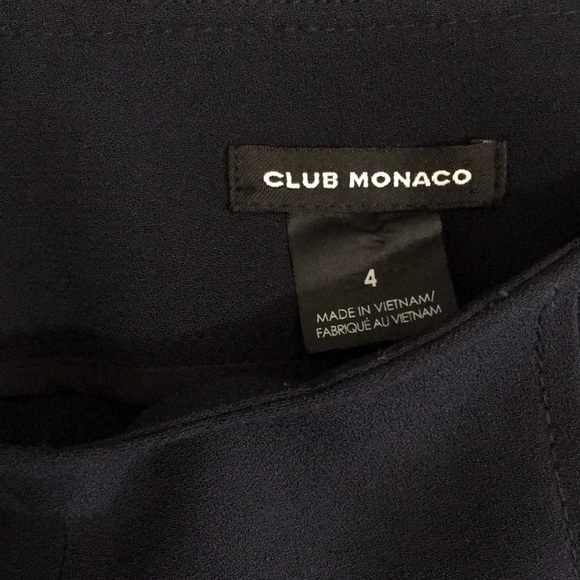 CLUB MONACO
4
MADE IN VIETNAM/
FABRIQUÉ AU VIETNAM